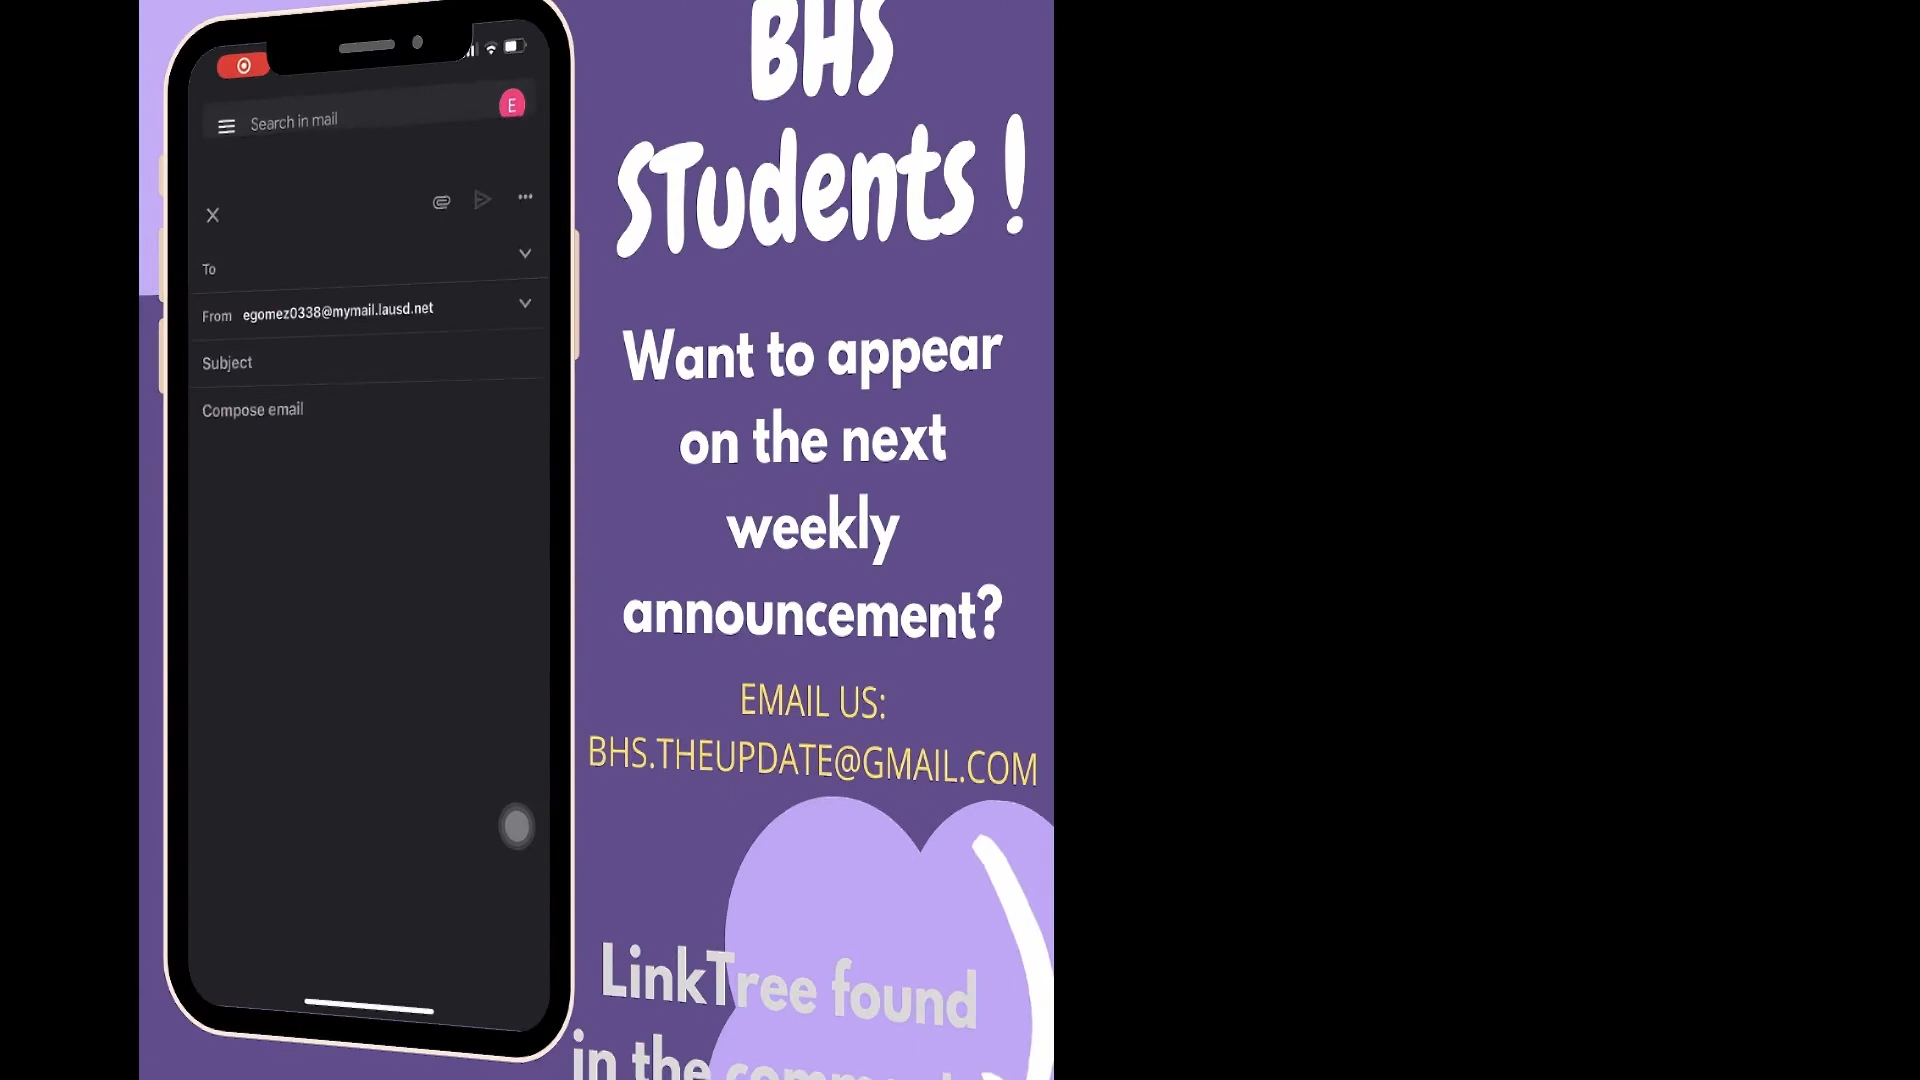 Search in mail
E
To
From egomez0338@mymail.lausd.net
Subject
Compose email
BHS
STudents !
Want to appear
on the next
weekly
announcement?
EMAIL US:
BHS.THEUPDATE@GMAIL.COM
LinkTree found
in the